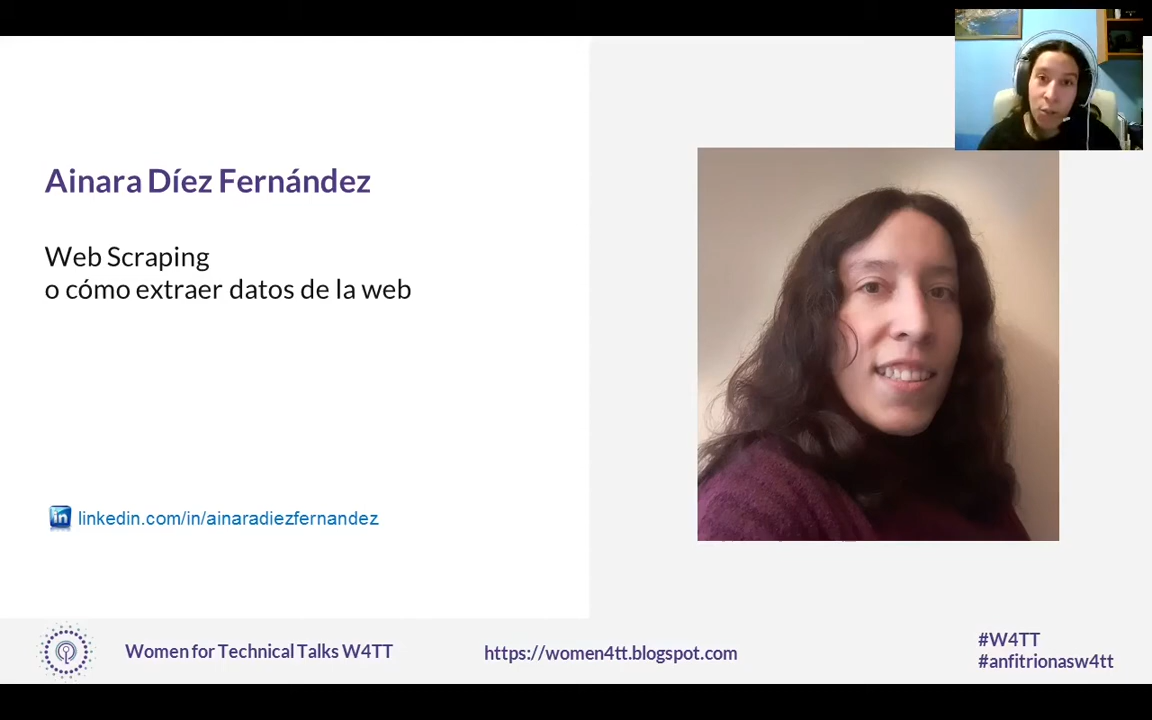 Ainara Díez Fernández
Web Scraping
o cómo extraer datos de la web
in linkedin.com/in/ainaradiezfernandez
Women for Technical Talks W4TT
https://women4tt.blogspot.com
#W4TT
#anfitrionasw4tt